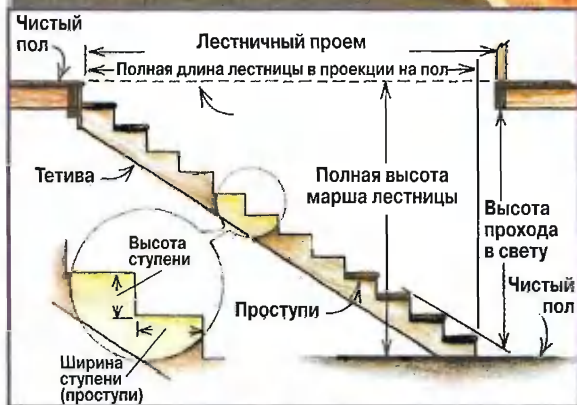 Чистый
пол
Лестничный проем
Полная длина лестницы в проекции на пол
Тетива
Полная высота
марша лестницы
Высота
прохода
в свету
Высота
ступени
Проступи
Чистый
пол
Ширина
ступени
(проступи)